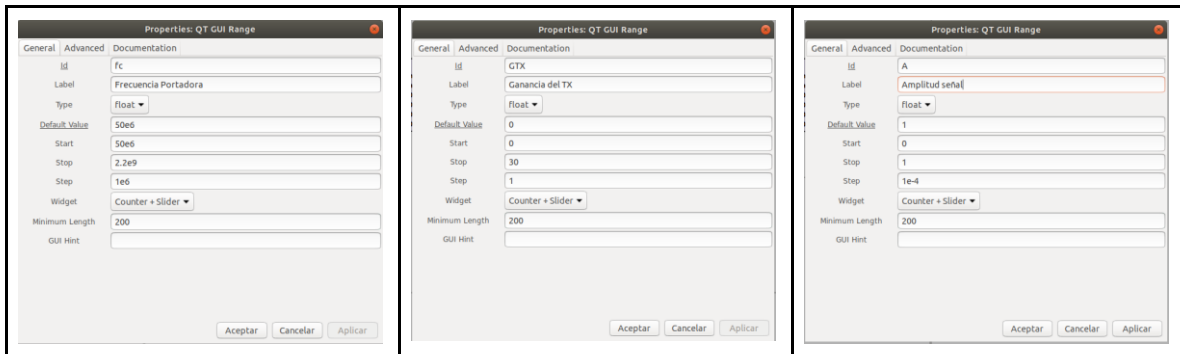 Properties: QT GUI Range
General Advanced Documentation
Id fc
Label Frecuencia Portadora
Type float
Default Value 50e6
Start 50e6
Stop 2.2e9
Step 1e6
Widget Counter + Slider
Minimum Length 200
GUI Hint
Aceptar Cancelar Aplicar
Properties: QT GUI Range
General Advanced Documentation
Id GTX
Label Ganancia del TX
Type float
Default Value 0
Start 0
Stop 30
Step 1
Widget Counter + Slider
Minimum Length 200
GUI Hint
Aceptar Cancelar Aplicar
Properties: QT GUI Range
General Advanced Documentation
Id A
Label Amplitud señal
Type float
Default Value 1
Start 0
Stop 1
Step 1e-4
Widget Counter + Slider
Minimum Length 200
GUI Hint
Aceptar Cancelar Aplicar